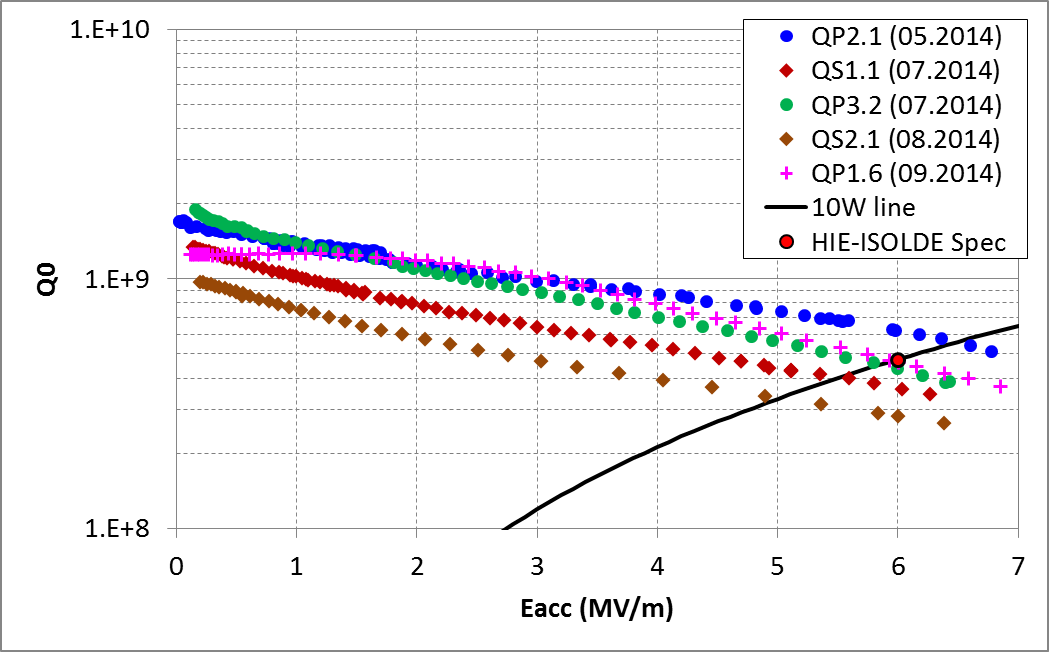 1.E+10
1.E+9
1.E+8
Q0
0 1 2 3 4 5 6 7
Eacc (MV/m)
QP2.1 (05.2014)
QS1.1 (07.2014)
QP3.2 (07.2014)
QS2.1 (08.2014)
QP1.6 (09.2014)
10W line
HIE-ISOLDE Spec